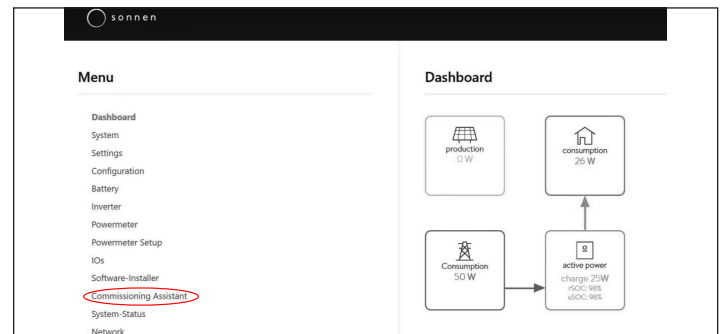 sonnen
Menu
Dashboard
System
Settings
Configuration
Battery
Inverter
Powermeter
Powermeter Setup
IOs
Software-Installer
Commissioning Assistant
System-Status
Network
Dashboard
production
0 W
consumption
26 W
Consumption
50 W
active power
charge 25W
rSOC: 98%
uSOC: 98%